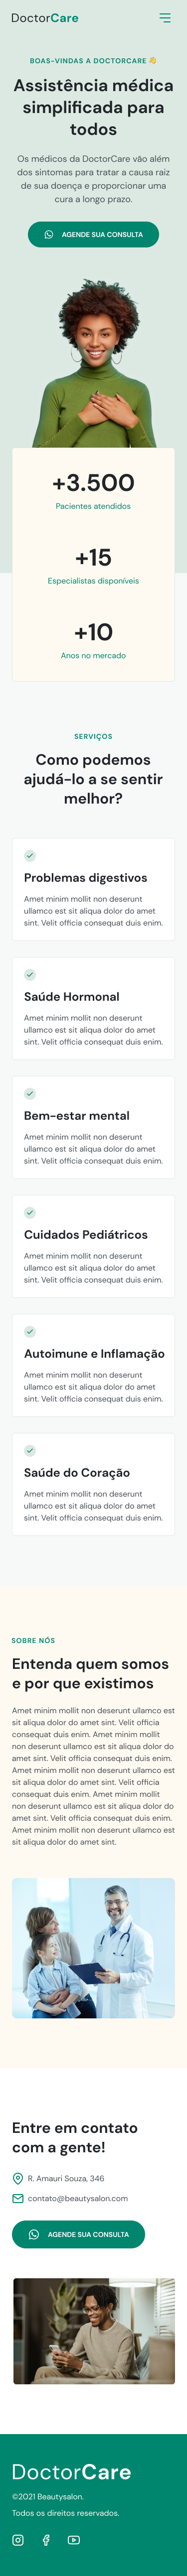 DoctorCare
BOAS-VINDAS A DOCTORCARE 👋
Assistência médica
simplificada para
todos
Os médicos da DoctorCare vão além
dos sintomas para tratar a causa raiz
de sua doença e proporcionar uma
cura a longo prazo.
AGENDE SUA CONSULTA
+3.500
Pacientes atendidos
+15
Especialistas disponíveis
+10
Anos no mercado
SERVIÇOS
Como podemos
ajudá-lo a se sentir
melhor?
Problemas digestivos
Amet minim mollit non deserunt
ullamco est sit aliqua dolor do amet
sint. Velit officia consequat duis enim.
Saúde Hormonal
Amet minim mollit non deserunt
ullamco est sit aliqua dolor do amet
sint. Velit officia consequat duis enim.
Bem-estar mental
Amet minim mollit non deserunt
ullamco est sit aliqua dolor do amet
sint. Velit officia consequat duis enim.
Cuidados Pediátricos
Amet minim mollit non deserunt
ullamco est sit aliqua dolor do amet
sint. Velit officia consequat duis enim.
Autoimune e Inflamação
Amet minim mollit non deserunt
ullamco est sit aliqua dolor do amet
sint. Velit officia consequat duis enim.
Saúde do Coração
Amet minim mollit non deserunt
ullamco est sit aliqua dolor do amet
sint. Velit officia consequat duis enim.
SOBRE NÓS
Entenda quem somos
e por que existimos
Amet minim mollit non deserunt ullamco est
sit aliqua dolor do amet sint. Velit officia
consequat duis enim. Amet minim mollit
non deserunt ullamco est sit aliqua dolor do
amet sint. Velit officia consequat duis enim.
Amet minim mollit non deserunt ullamco est
sit aliqua dolor do amet sint. Velit officia
consequat duis enim. Amet minim mollit
non deserunt ullamco est sit aliqua dolor do
amet sint. Velit officia consequat duis enim.
Amet minim mollit non deserunt ullamco est
sit aliqua dolor do amet sint.
Entre em contato
com a gente!
R. Amauri Souza, 346
contato@beautysalon.com
AGENDE SUA CONSULTA
DoctorCare
©2021 Beautysalon.
Todos os direitos reservados.